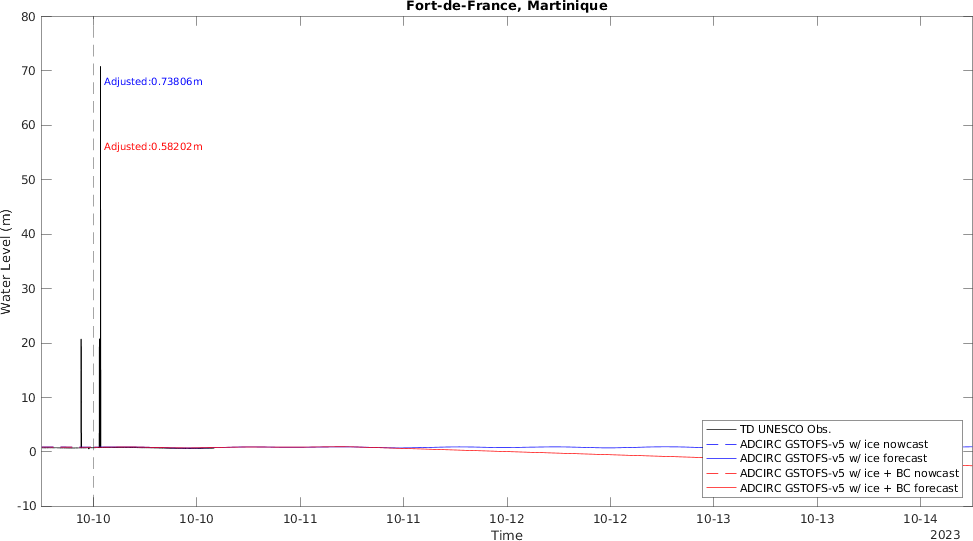 Fort-de-France, Martinique
80
70
60
50
40
30
20
10
0
-10
Water Level (m)
Adjusted:0.73806m
Adjusted:0.58202m
TD UNESCO Obs.
ADCIRC GSTOFS-v5 w/ ice nowcast
ADCIRC GSTOFS-v5 w/ ice forecast
ADCIRC GSTOFS-v5 w/ ice + BC nowcast
ADCIRC GSTOFS-v5 w/ ice + BC forecast
10-10 10-10 10-11 10-11 10-12 10-12 10-13 10-13 10-14
Time
2023